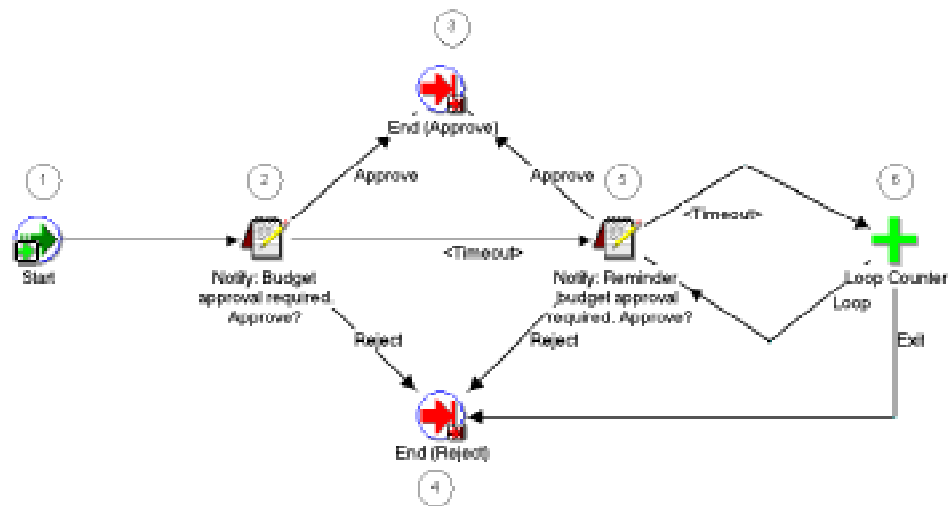 3
End (Approve)
1
2
Approve
Approve
5
6
<Timeout>
<Timeout>
Start
Notify: Budget
approval required.
Approve?
Notify: Reminder,
budget approval
required. Approve?
Loop Counter
Loop
Reject
Reject
Exit
End (Reject)
4